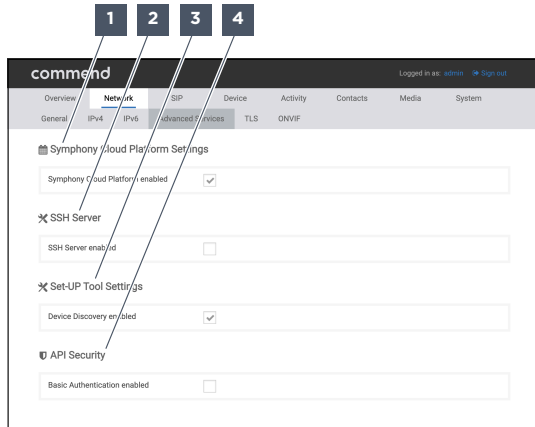 1 2 3 4
commend
Logged in as: admin Sign out
Overview Network SIP Device Activity Contacts Media System
General IPv4 IPv6 Advanced Services TLS ONVIF
Symphony Cloud Platform Settings
Symphony Cloud Platform enabled
SSH Server
SSH Server enabled
Set-UP Tool Settings
Device Discovery enabled
API Security
Basic Authentication enabled